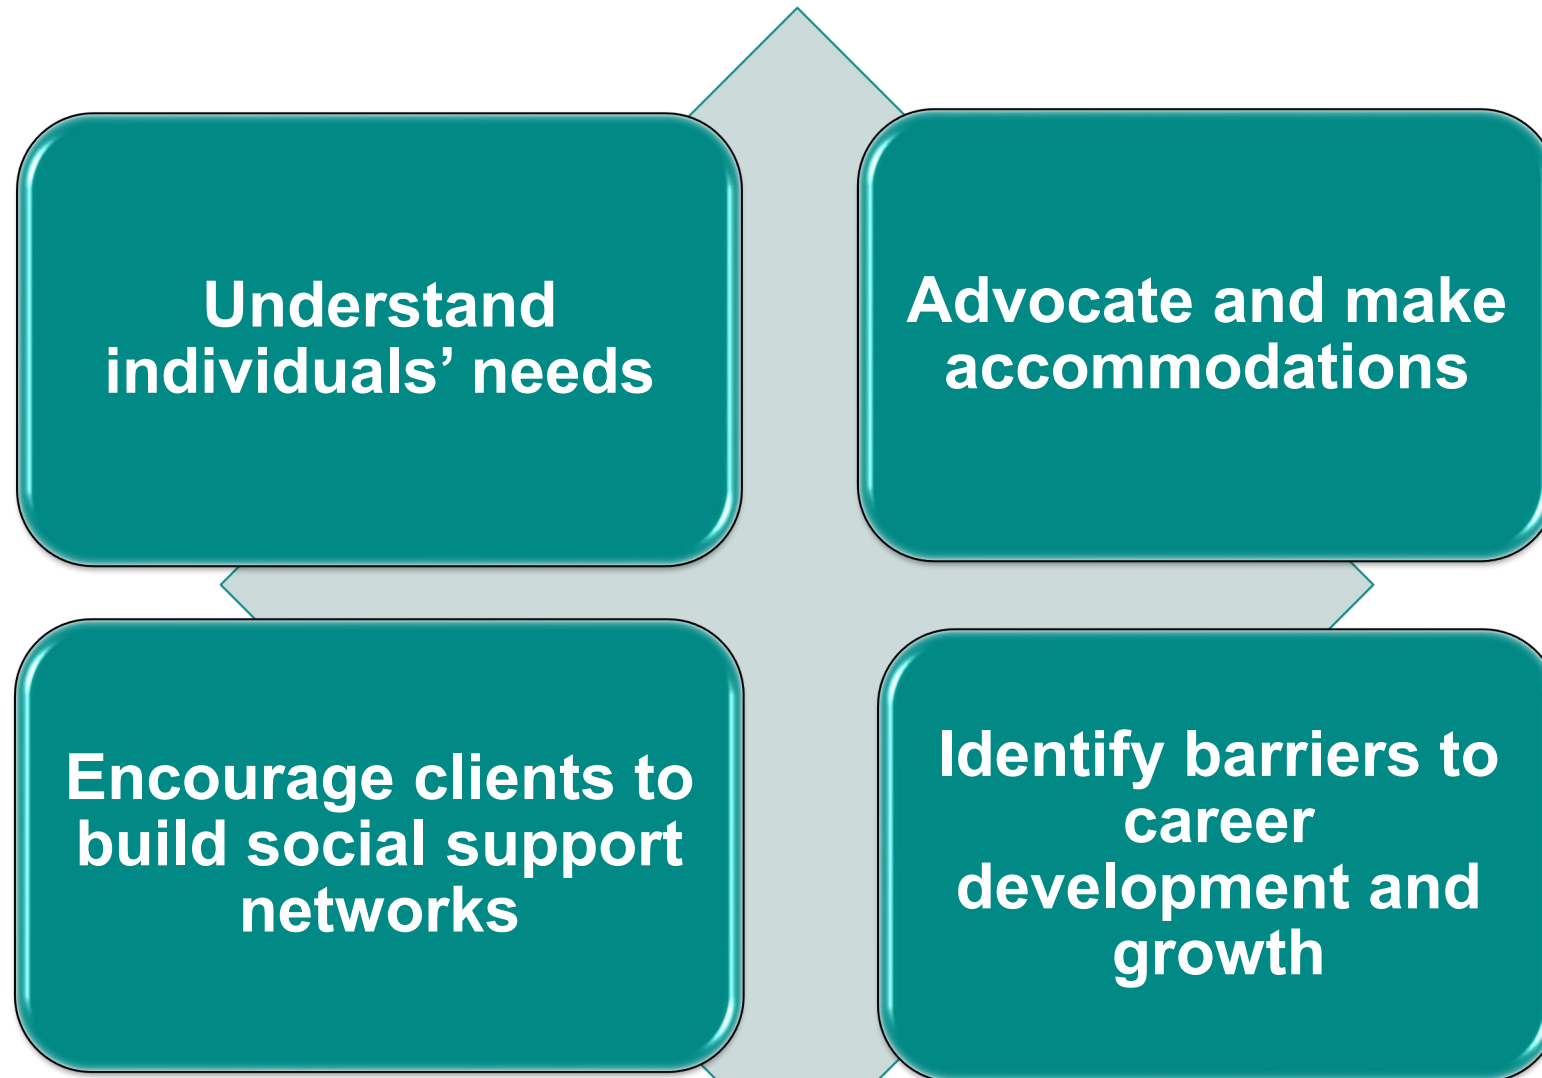 Understand
individuals’ needs
Advocate and make
accommodations
Encourage clients to
build social support
networks
Identify barriers to
career
development and
growth